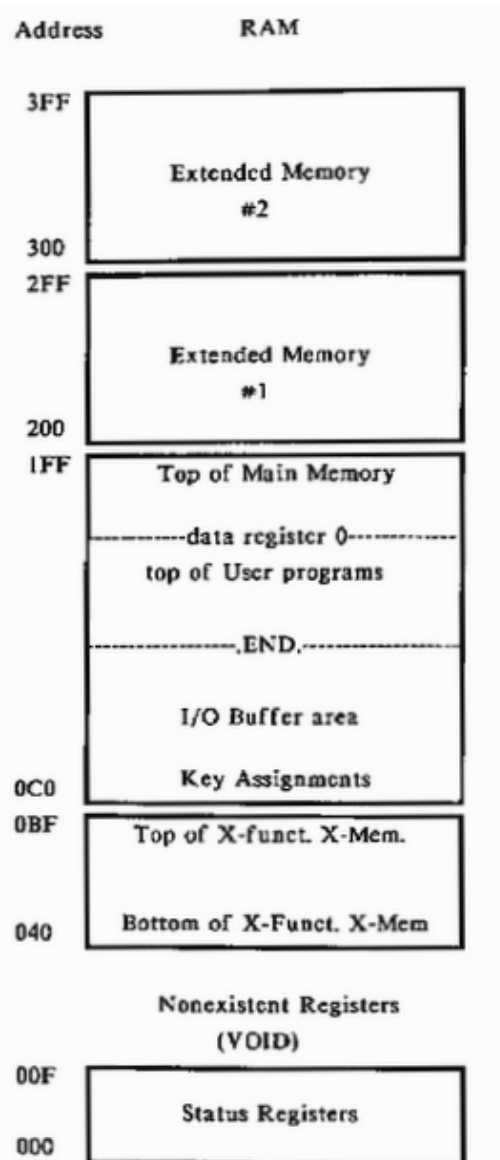 Address RAM
3FF
Extended Memory
#2
300
2FF
Extended Memory
#1
200
1FF
Top of Main Memory
data register 0
top of User programs
.END.
I/O Buffer area
Key Assignments
0C0
0BF
Top of X-funct. X-Mem.
040
Bottom of X-Funct. X-Mem
Nonexistent Registers
(VOID)
00F
Status Registers
000